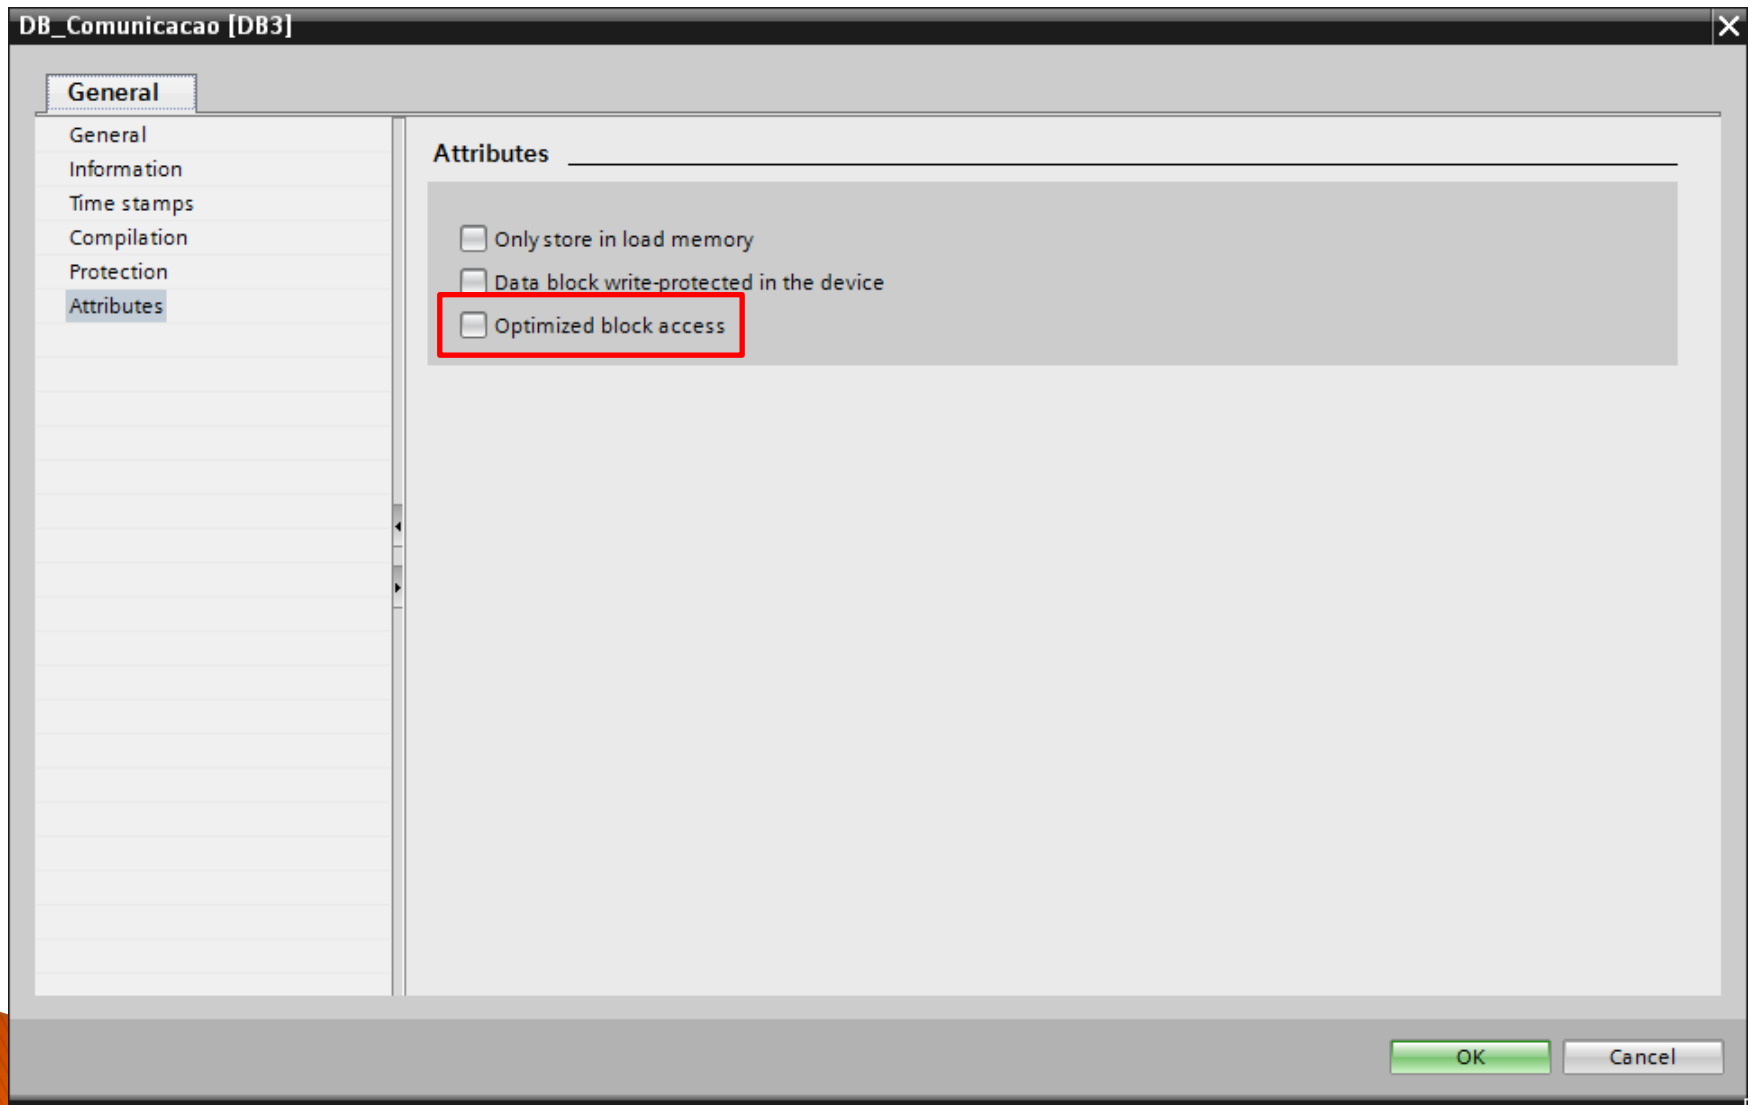 DB_Comunicacao [DB3]
General
General
Information
Time stamps
Compilation
Protection
Attributes
Attributes
Only store in load memory
Data block write-protected in the device
Optimized block access
OK
Cancel